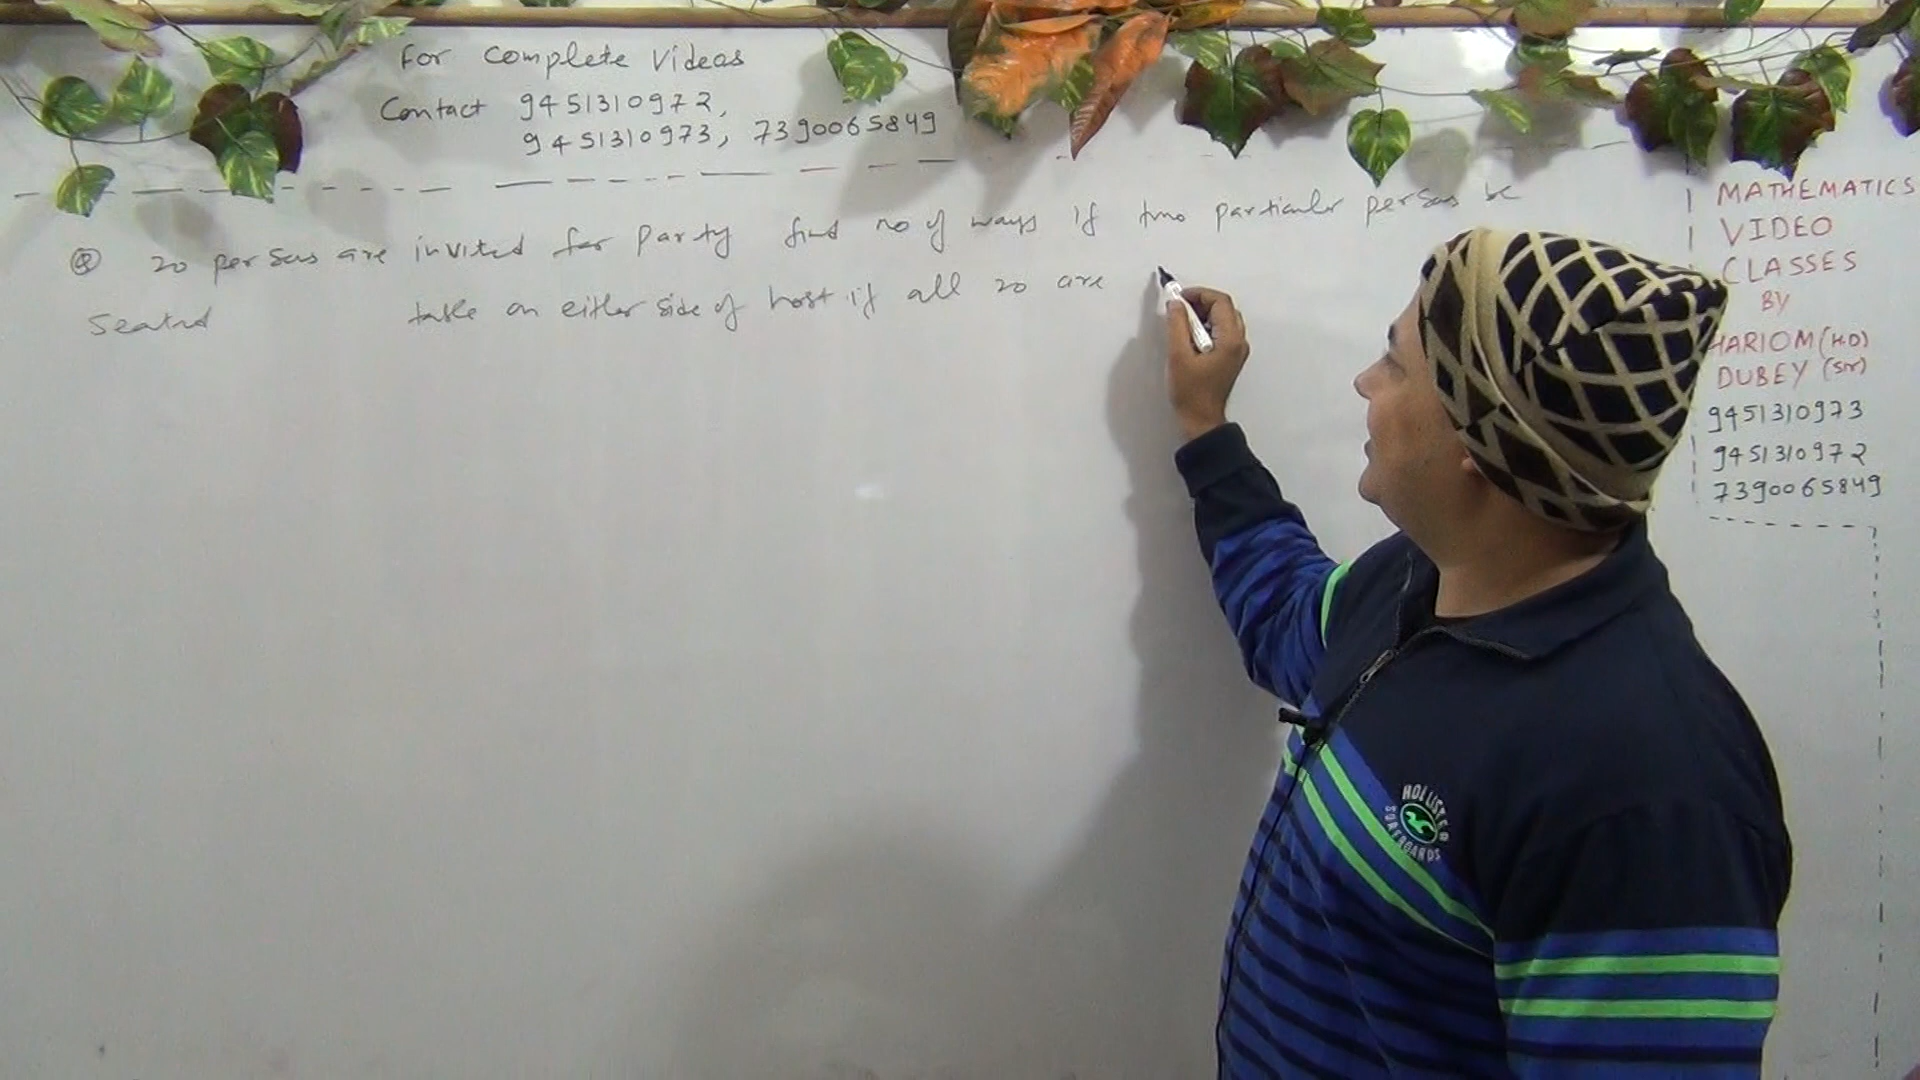 For Complete Videos
Contact 9451310972,
9451310973, 7390065849
Q 20 persons are invited for Party find no of ways if two particular persons be
Seated table on either side of host if all 20 are
MATHEMATICS
VIDEO
CLASSES
BY
HARIOM (H.D)
DUBEY (Sir)
9451310973
9451310972
7390065849
HOLLISTER
SURFBOARDS